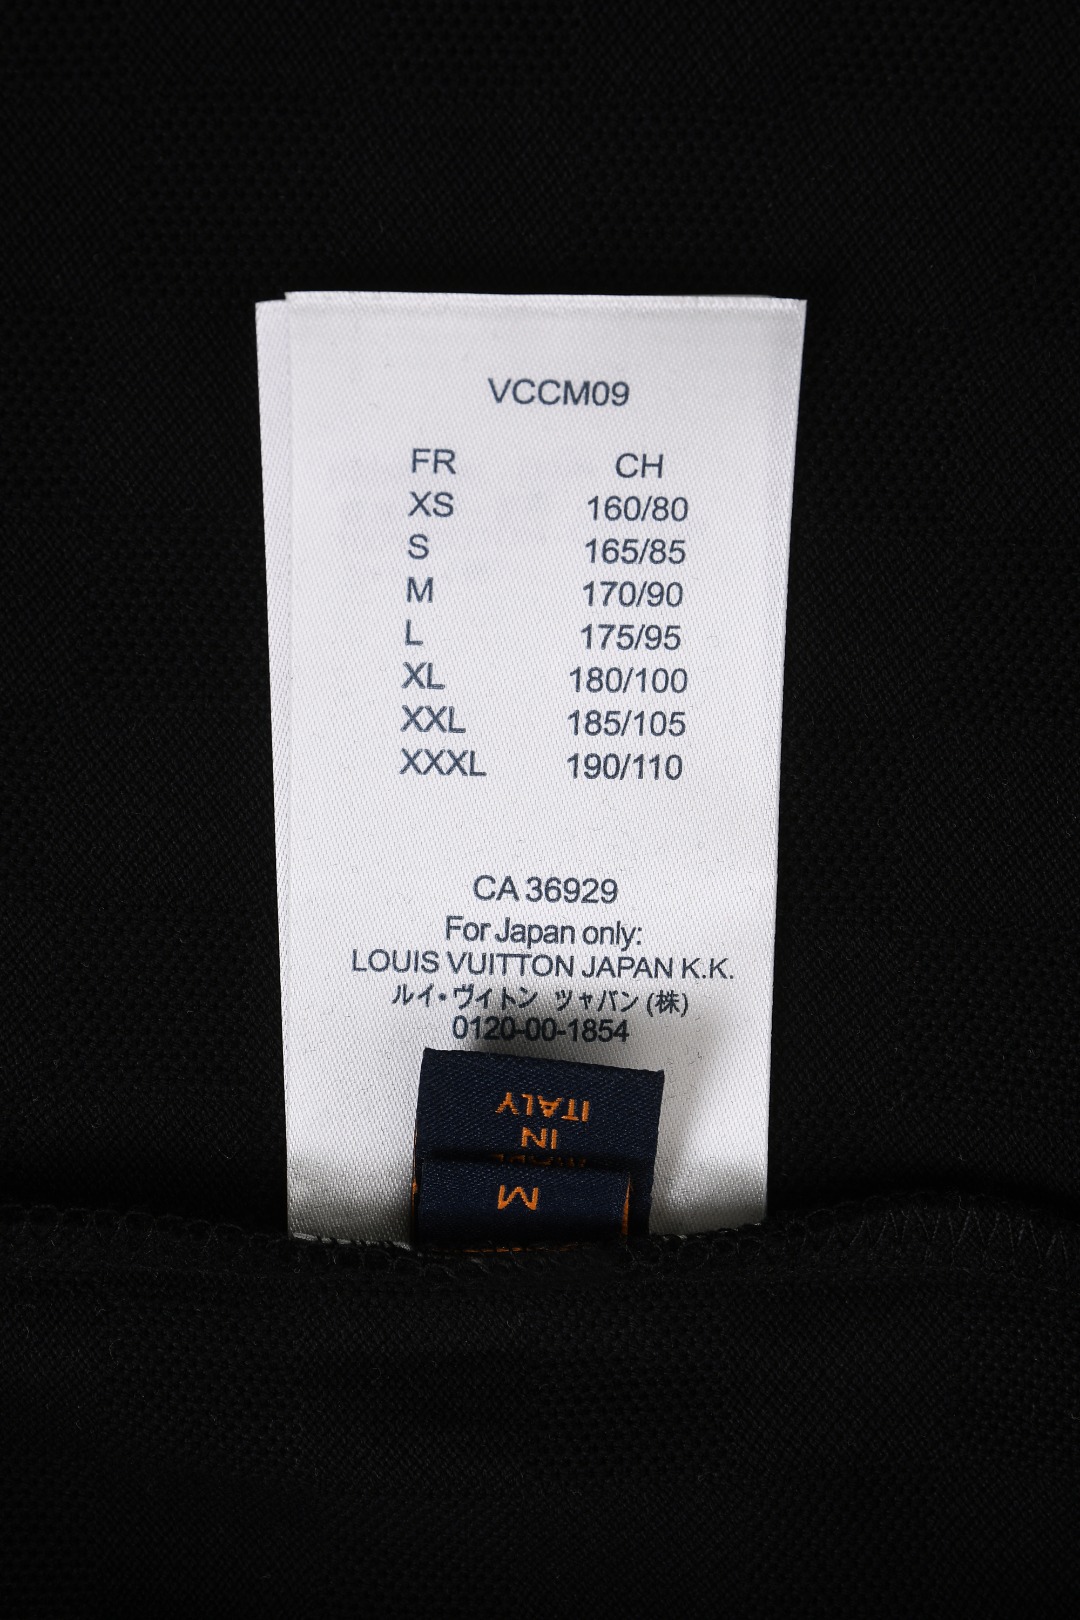 VCCM09
FR CH
XS 160/80
S 165/85
M 170/90
L 175/95
XL 180/100
XXL 185/105
XXXL 190/110
CA 36929
For Japan only:
LOUIS VUITTON JAPAN K.K.
ルイ・ヴィトン ツャバン (株)
0120-00-1854
ITALY
IN
M